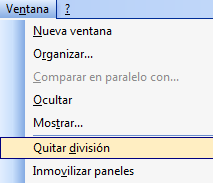 Ventana ?
Nueva ventana
Organizar...
Comparar en paralelo con...
Ocultar
Mostrar...
Quitar división
Inmovilizar paneles